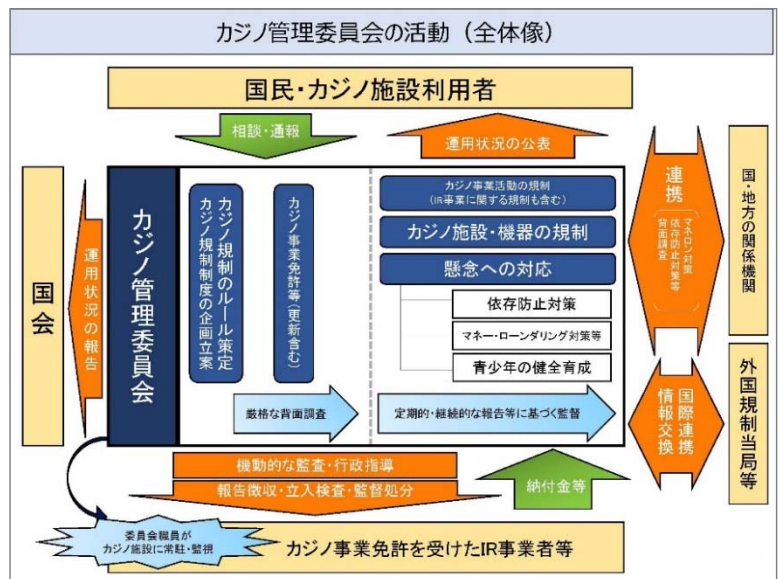 カジノ管理委員会の活動（全体像）
国民・カジノ施設利用者
相談・通報
運用状況の公表
国会
運用状況の報告
カジノ管理委員会
カジノ規制のルール策定
カジノ規制制度の企画立案
カジノ事業免許等（更新含む）
カジノ事業活動の規制
（IR事業に関する規制も含む）
カジノ施設・機器の規制
懸念への対応
依存防止対策
マネー・ローンダリング対策等
青少年の健全育成
厳格な背面調査
定期的・継続的な報告等に基づく監督
連携
マネロン対策
依存防止対策等
背面調査
国・地方の関係機関
国際連携
情報交換
外国規制当局等
機動的な監査・行政指導
報告徴収・立入検査・監督処分
納付金等
委員会職員が
カジノ施設に常駐・監視
カジノ事業免許を受けたIR事業者等